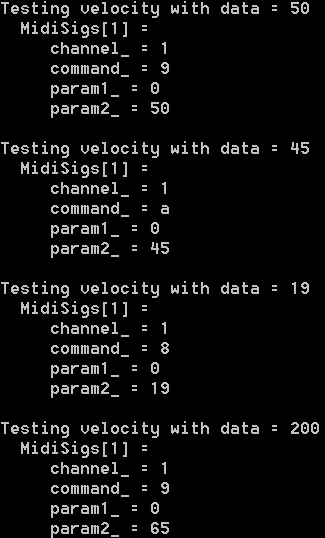 Testing velocity with data = 50
MidiSigs[1] =
channel_ = 1
command_ = 9
param1_ = 0
param2_ = 50
Testing velocity with data = 45
MidiSigs[1] =
channel_ = 1
command_ = a
param1_ = 0
param2_ = 45
Testing velocity with data = 19
MidiSigs[1] =
channel_ = 1
command_ = 8
param1_ = 0
param2_ = 19
Testing velocity with data = 200
MidiSigs[1] =
channel_ = 1
command_ = 9
param1_ = 0
param2_ = 65